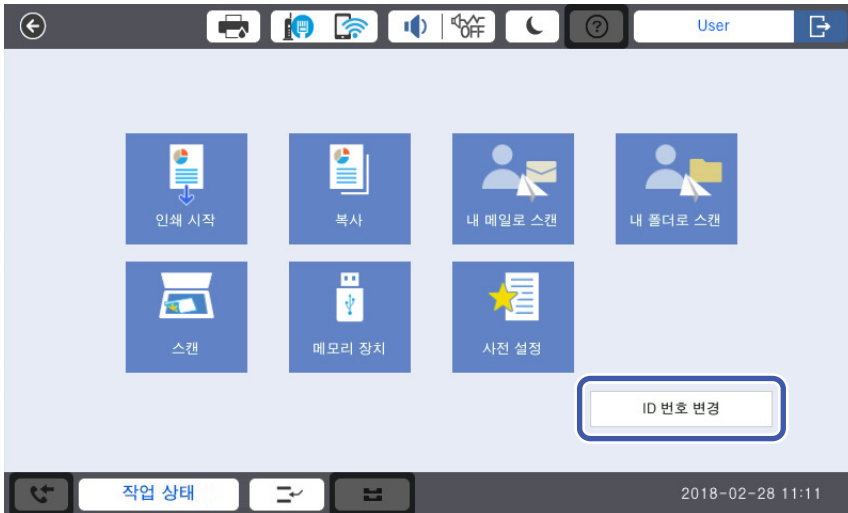 OFF
User
인쇄 시작
복사
내 메일로 스캔
내 폴더로 스캔
스캔
메모리 장치
사전 설정
ID 번호 변경
작업 상태
2018-02-28 11:11